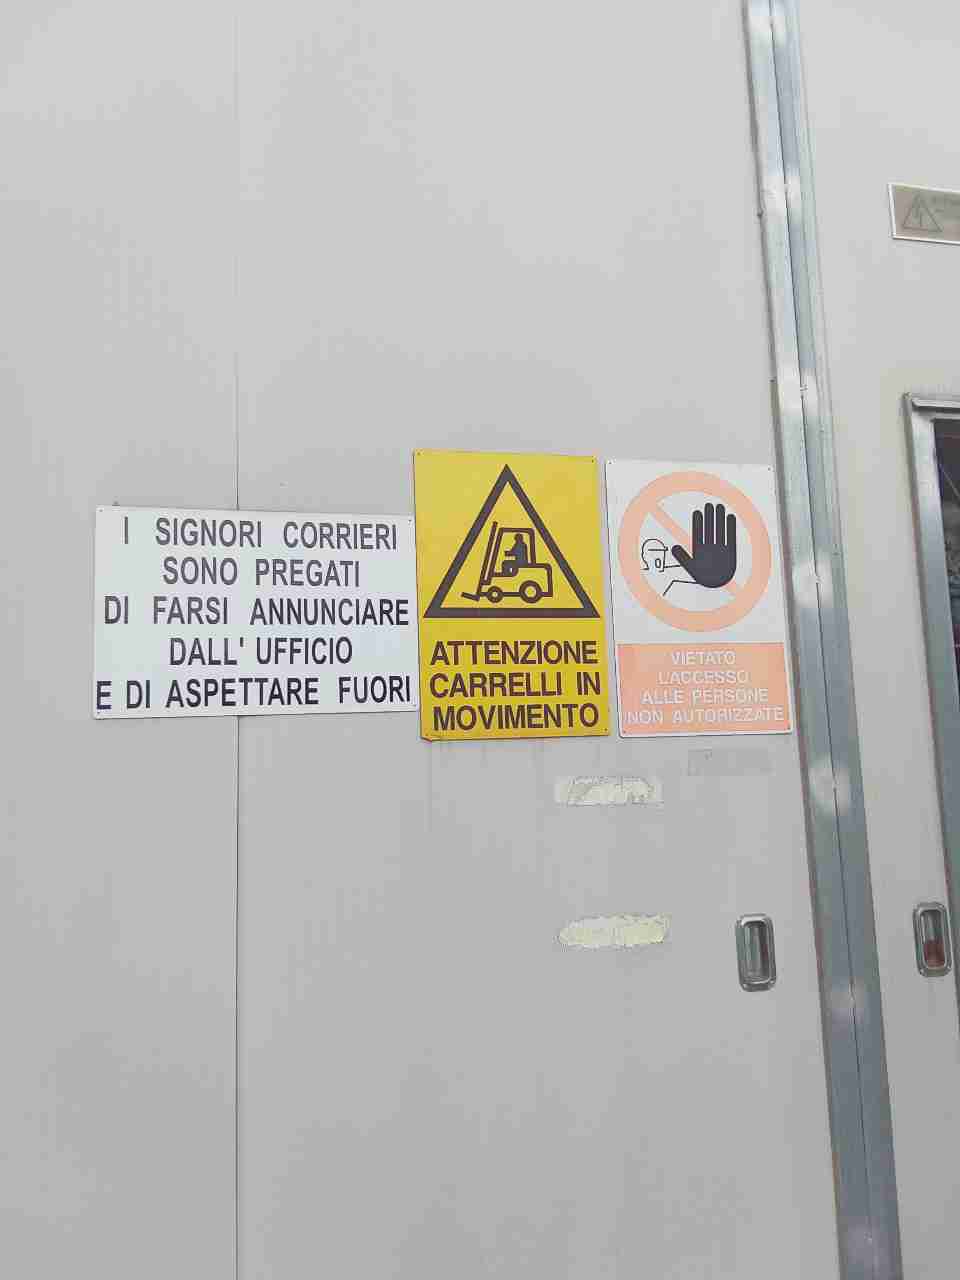 I SIGNORI CORRIERI
SONO PREGATI
DI FARSI ANNUNCIARE
DALL' UFFICIO
E DI ASPETTARE FUORI
ATTENZIONE
CARRELLI IN
MOVIMENTO
VIETATO
L'ACCESSO
ALLE PERSONE
NON AUTORIZZATE